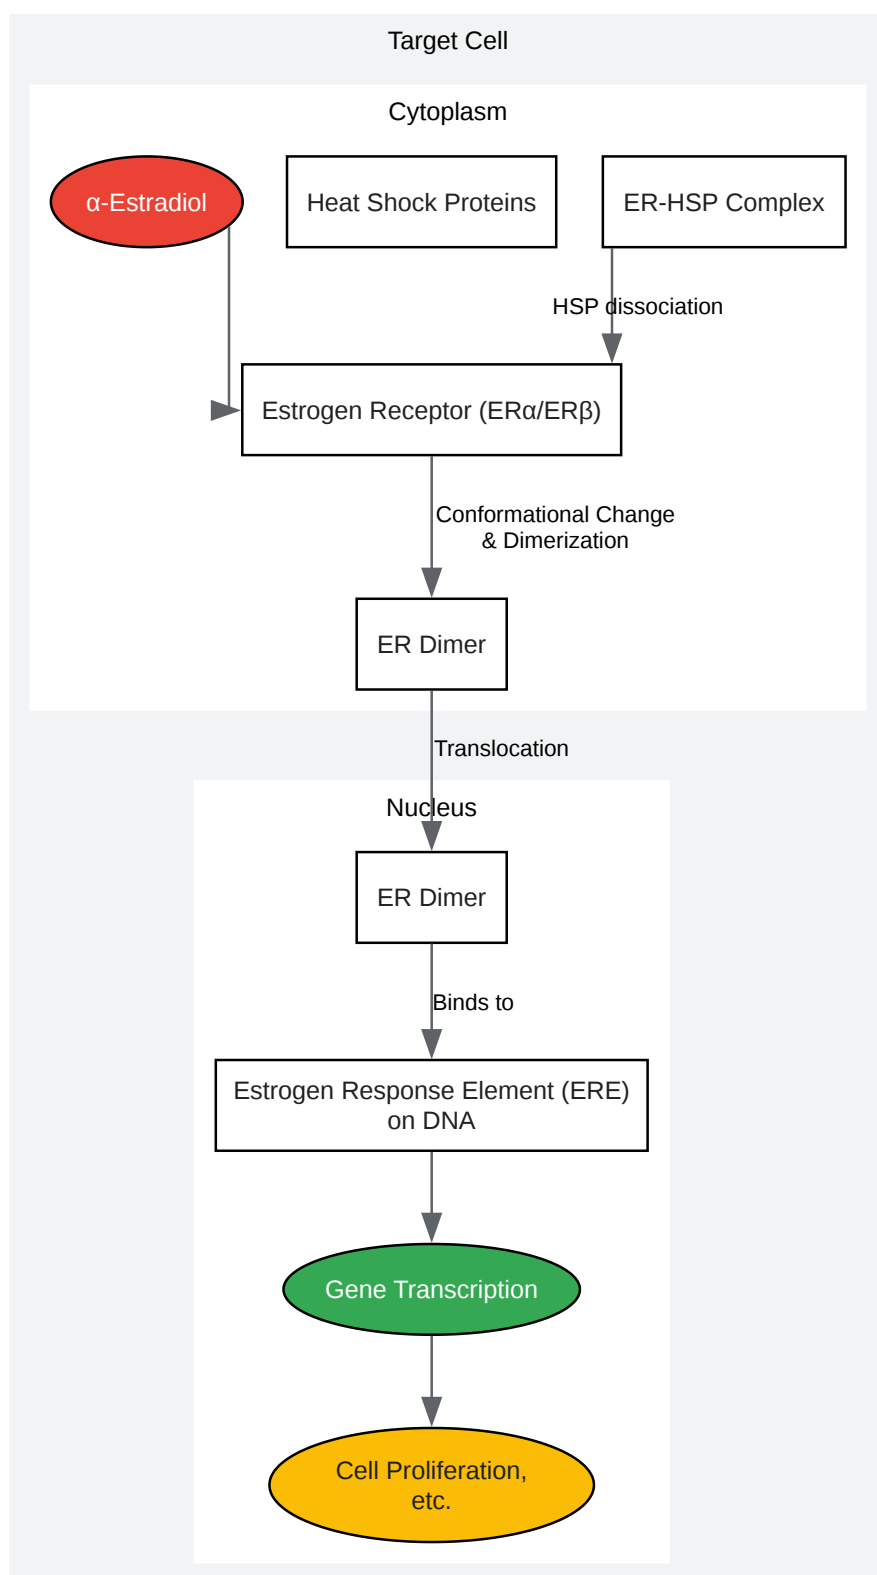 Target Cell
Cytoplasm
α-Estradiol
Heat Shock Proteins
ER-HSP Complex
HSP dissociation
Estrogen Receptor (ERα/ERβ)
Conformational Change
& Dimerization
ER Dimer
Translocation
Nucleus
ER Dimer
Binds to
Estrogen Response Element (ERE)
on DNA
Gene Transcription
Cell Proliferation,
etc.